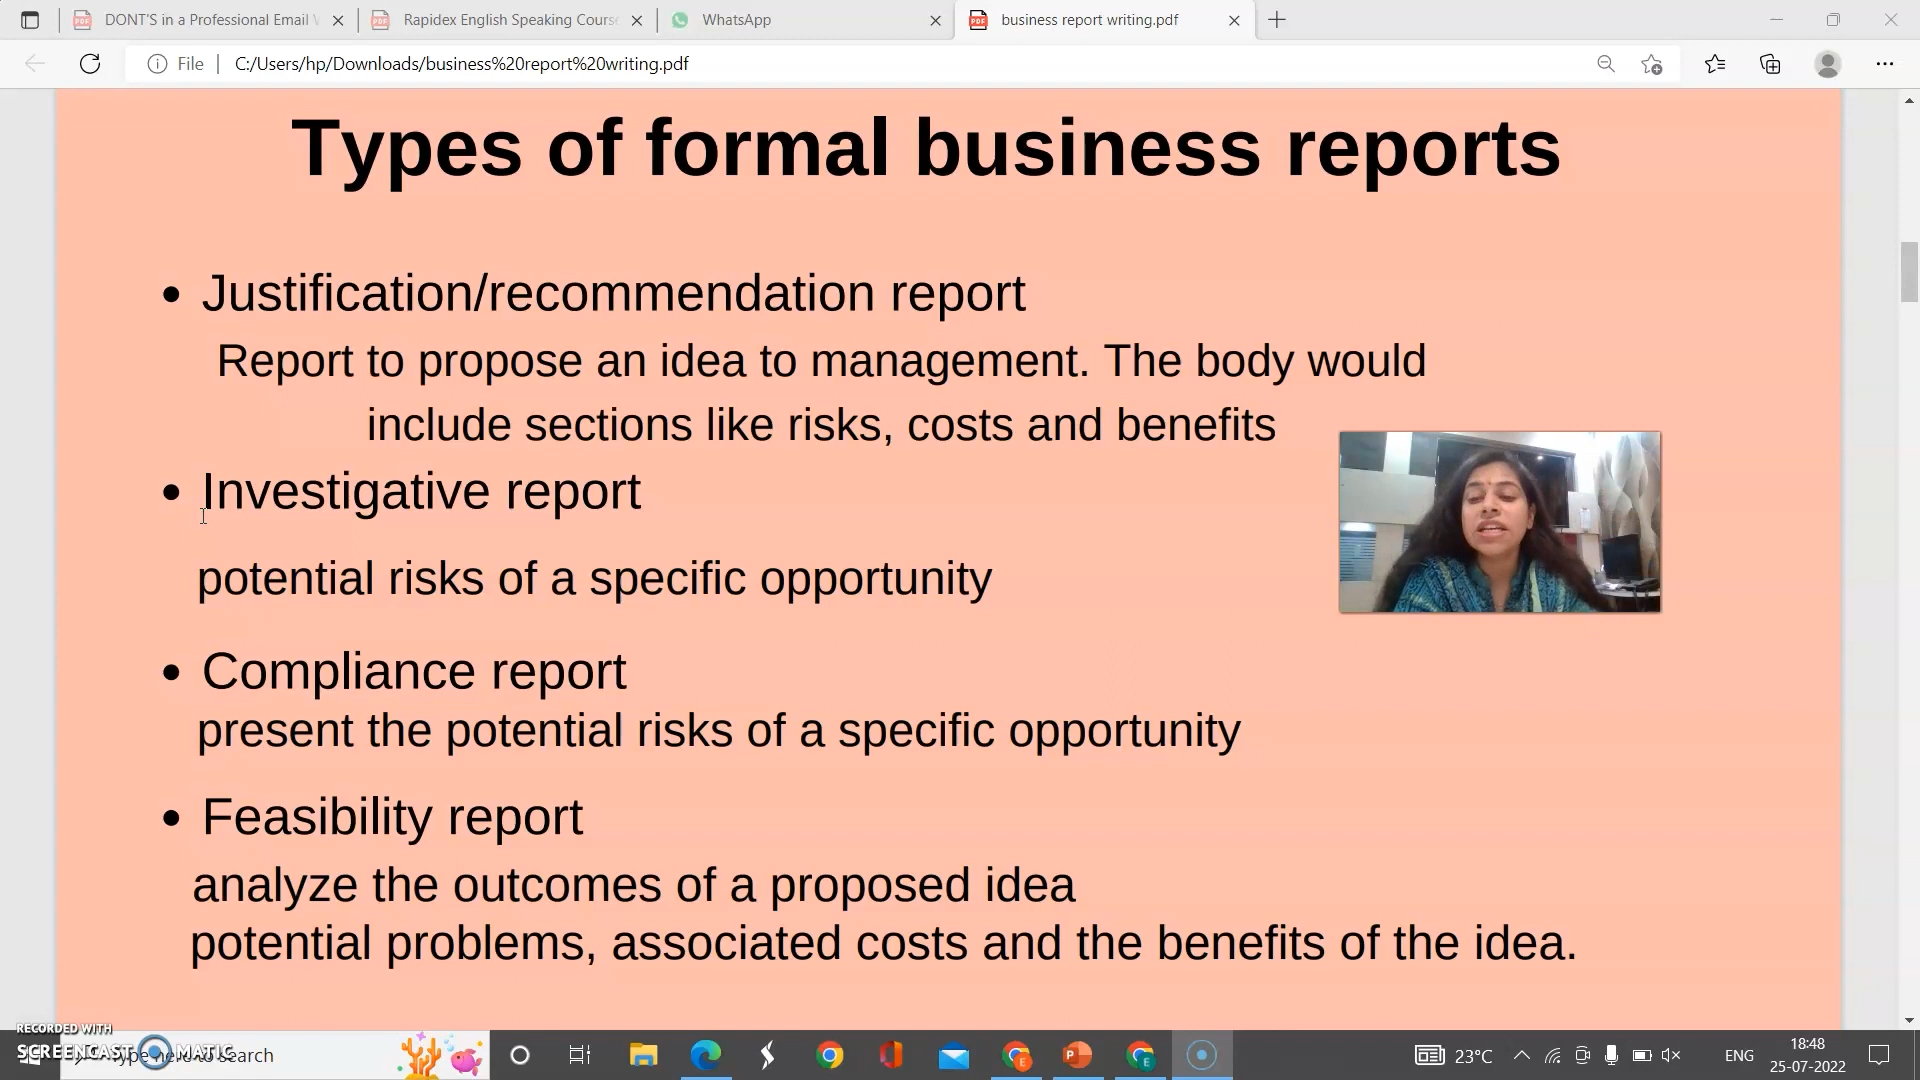 DONT'S in a Professional Email
Rapidex English Speaking Course
WhatsApp
business report writing.pdf
File
C:/Users/hp/Downloads/business%20report%20writing.pdf
Types of formal business reports
• Justification/recommendation report
Report to propose an idea to management. The body would
include sections like risks, costs and benefits
• Investigative report
potential risks of a specific opportunity
• Compliance report
present the potential risks of a specific opportunity
• Feasibility report
analyze the outcomes of a proposed idea
potential problems, associated costs and the benefits of the idea.
RECORDED WITH
SCREENCAST MATIC
Type here to search
23°C
ENG
18:48
25-07-2022